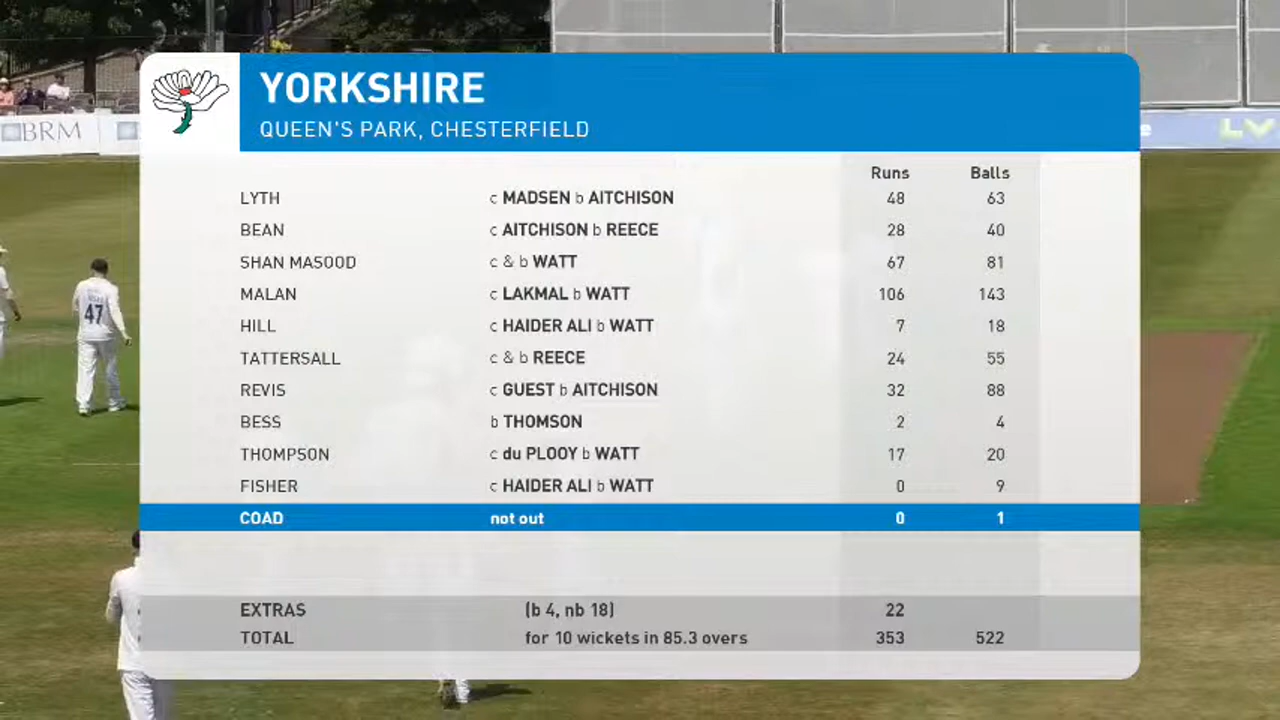 YORKSHIRE
QUEEN'S PARK, CHESTERFIELD
BRM
LV
Runs Balls
LYTH c MADSEN b AITCHISON 48 63
BEAN c AITCHISON b REECE 28 40
SHAN MASOOD c & b WATT 67 81
MALAN c LAKMAL b WATT 106 143
HILL c HAIDER ALI b WATT 7 18
TATTERSALL c & b REECE 24 55
REVIS c GUEST b AITCHISON 32 88
BESS b THOMSON 2 4
THOMPSON c du PLOOY b WATT 17 20
FISHER c HAIDER ALI b WATT 0 9
COAD not out 0 1
EXTRAS (b 4, nb 18) 22
TOTAL for 10 wickets in 85.3 overs 353 522
47